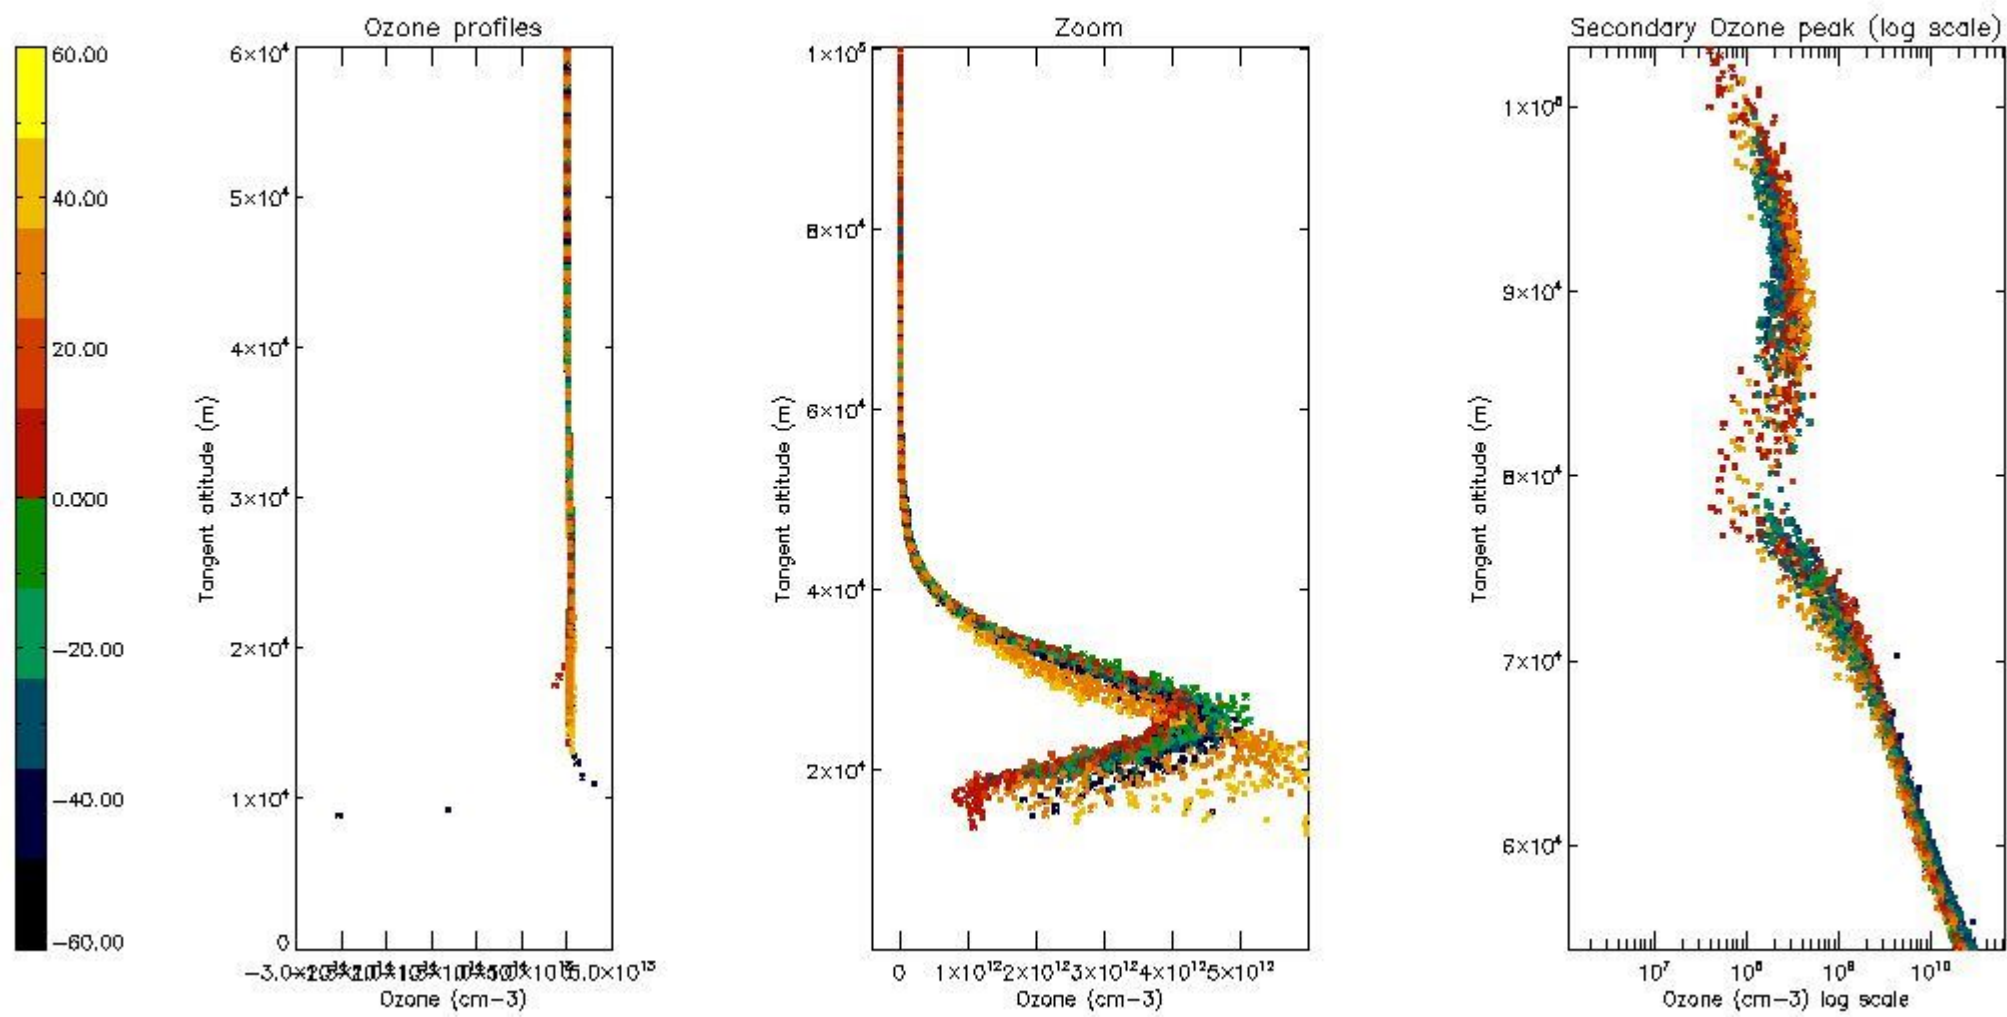 Ozone profiles
Zoom
Secondary Ozone peak (log scale)
60.00
40.00
20.00
0.000
-20.00
-40.00
-60.00
6×10⁴
5×10⁴
4×10⁴
3×10⁴
2×10⁴
1×10⁴
0
Tangent altitude (m)
5.0×10¹³
Ozone (cm-3)
1×10⁵
8×10⁴
6×10⁴
4×10⁴
2×10⁴
Tangent altitude (m)
0 1×10¹² 2×10¹² 3×10¹² 4×10¹² 5×10¹²
Ozone (cm-3)
9×10⁴
8×10⁴
7×10⁴
6×10⁴
Tangent altitude (m)
10⁷ 10⁸ 10⁹ 10¹⁰
Ozone (cm-3) log scale